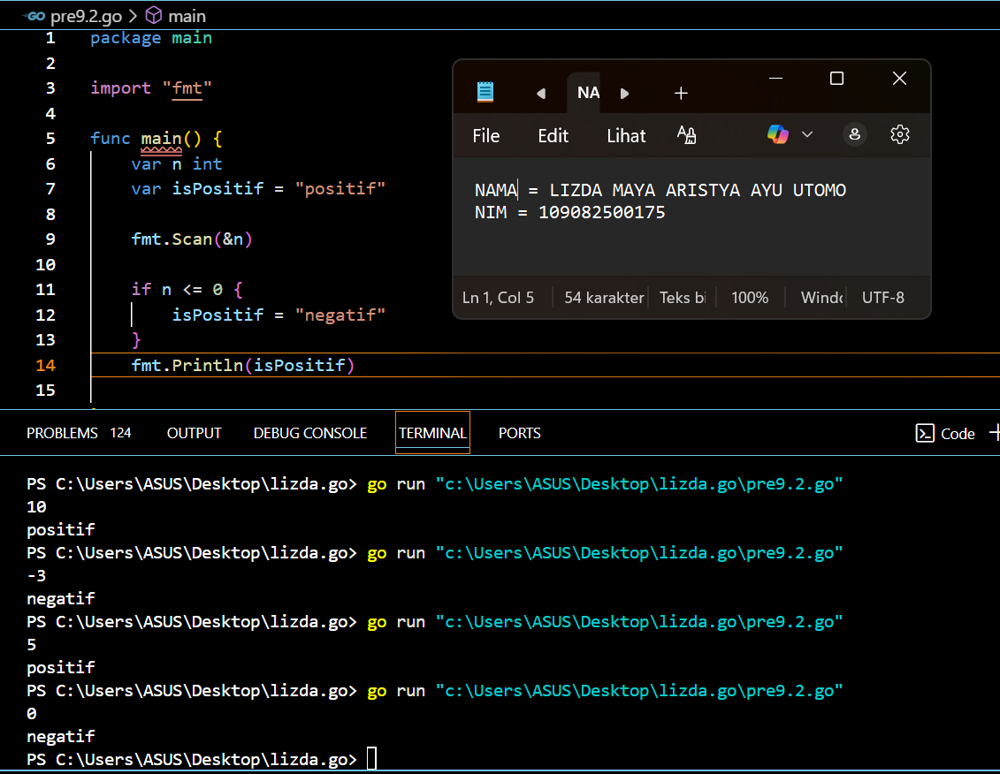 GO pre9.2.go > main
1 package main
2
3 import "fmt"
4
5 func main() {
6 var n int
7 var isPositif = "positif"
8
9 fmt.Scan(&n)
10
11 if n <= 0 {
12 isPositif = "negatif"
13 }
14 fmt.Println(isPositif)
15
NA
File Edit Lihat
NAMA = LIZDA MAYA ARISTYA AYU UTOMO
NIM = 109082500175
Ln 1, Col 5 54 karakter Teks bi 100% Windo UTF-8
PROBLEMS 124 OUTPUT DEBUG CONSOLE TERMINAL PORTS Code
PS C:\Users\ASUS\Desktop\lizda.go> go run "c:\Users\ASUS\Desktop\lizda.go\pre9.2.go"
10
positif
PS C:\Users\ASUS\Desktop\lizda.go> go run "c:\Users\ASUS\Desktop\lizda.go\pre9.2.go"
-3
negatif
PS C:\Users\ASUS\Desktop\lizda.go> go run "c:\Users\ASUS\Desktop\lizda.go\pre9.2.go"
5
positif
PS C:\Users\ASUS\Desktop\lizda.go> go run "c:\Users\ASUS\Desktop\lizda.go\pre9.2.go"
0
negatif
PS C:\Users\ASUS\Desktop\lizda.go>